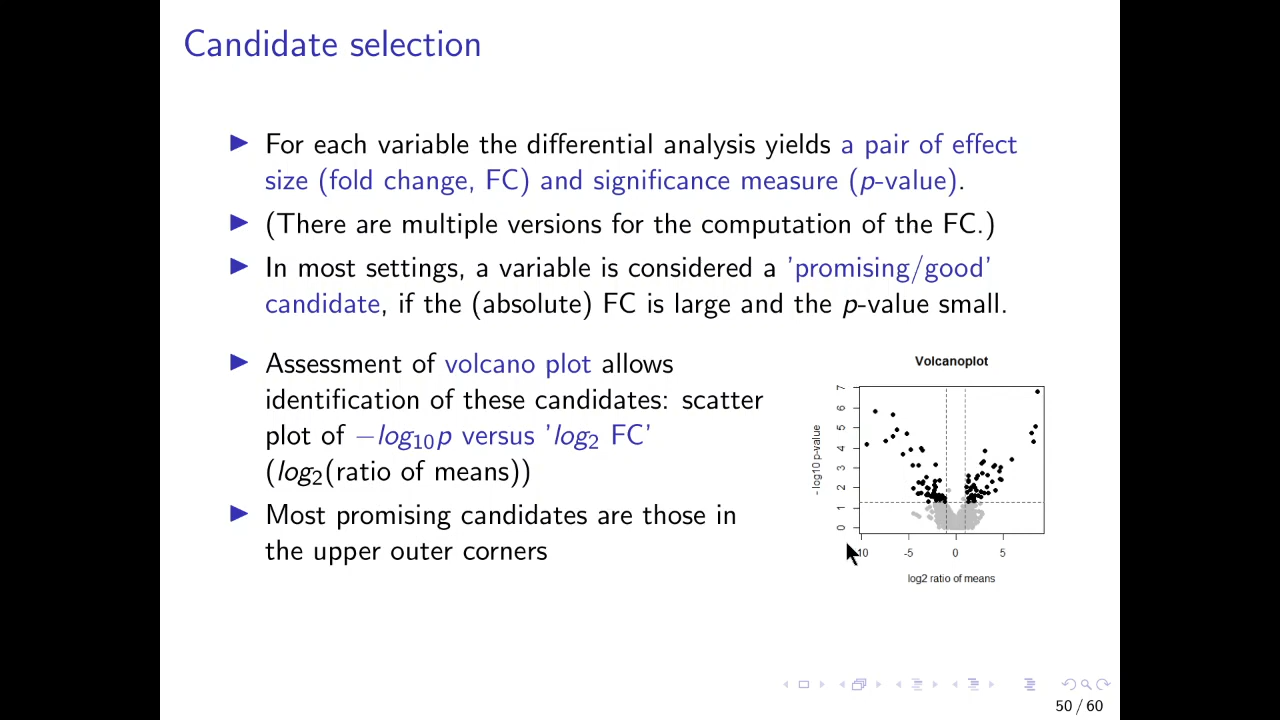 Candidate selection
For each variable the differential analysis yields a pair of effect
size (fold change, FC) and significance measure (p-value).
(There are multiple versions for the computation of the FC.)
In most settings, a variable is considered a 'promising/good'
candidate, if the (absolute) FC is large and the p-value small.
Assessment of volcano plot allows
identification of these candidates: scatter
plot of −log10p versus 'log2 FC'
(log2(ratio of means))
Most promising candidates are those in
the upper outer corners
Volcanoplot
- log10 p-value
7
6
5
4
3
2
1
0
10 -5 0 5
log2 ratio of means
50 / 60